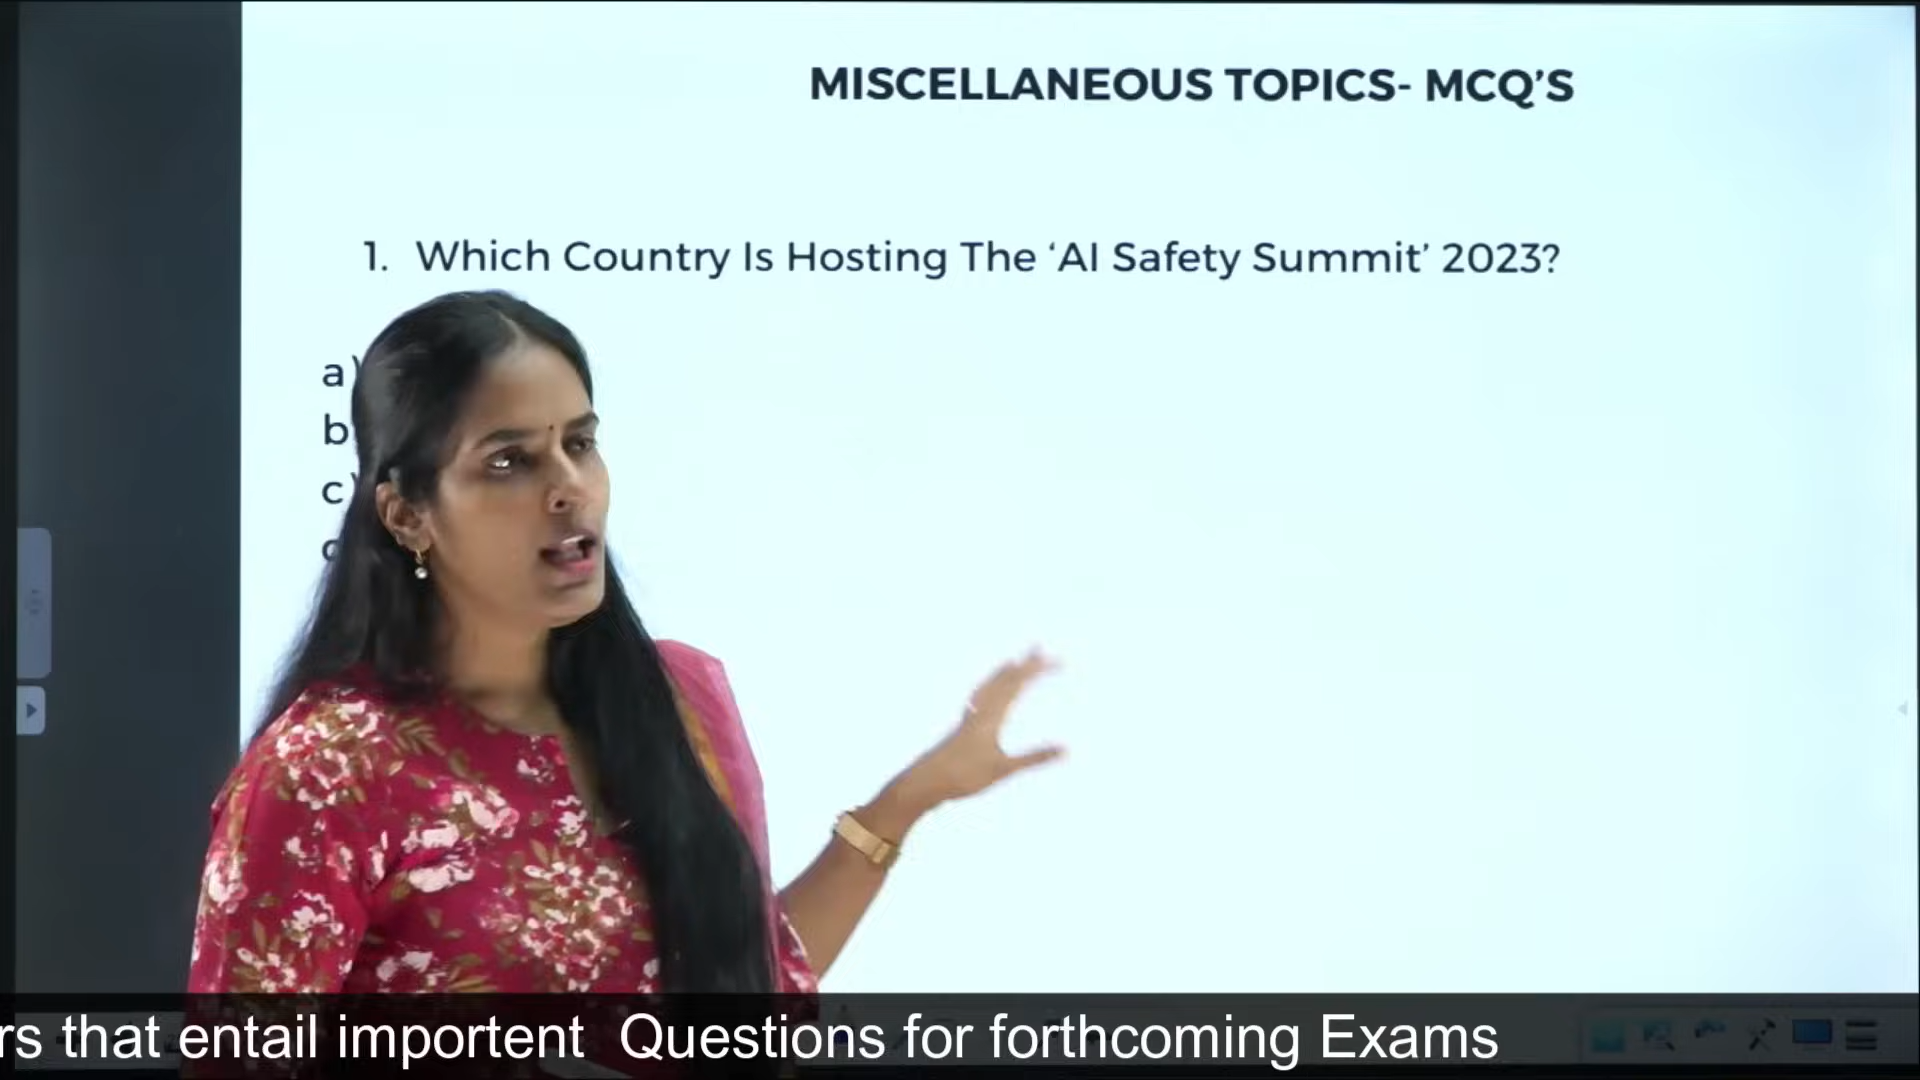 MISCELLANEOUS TOPICS- MCQ'S
1. Which Country Is Hosting The ‘AI Safety Summit’ 2023?
a)
b
c)
rs that entail importent Questions for forthcoming Exams